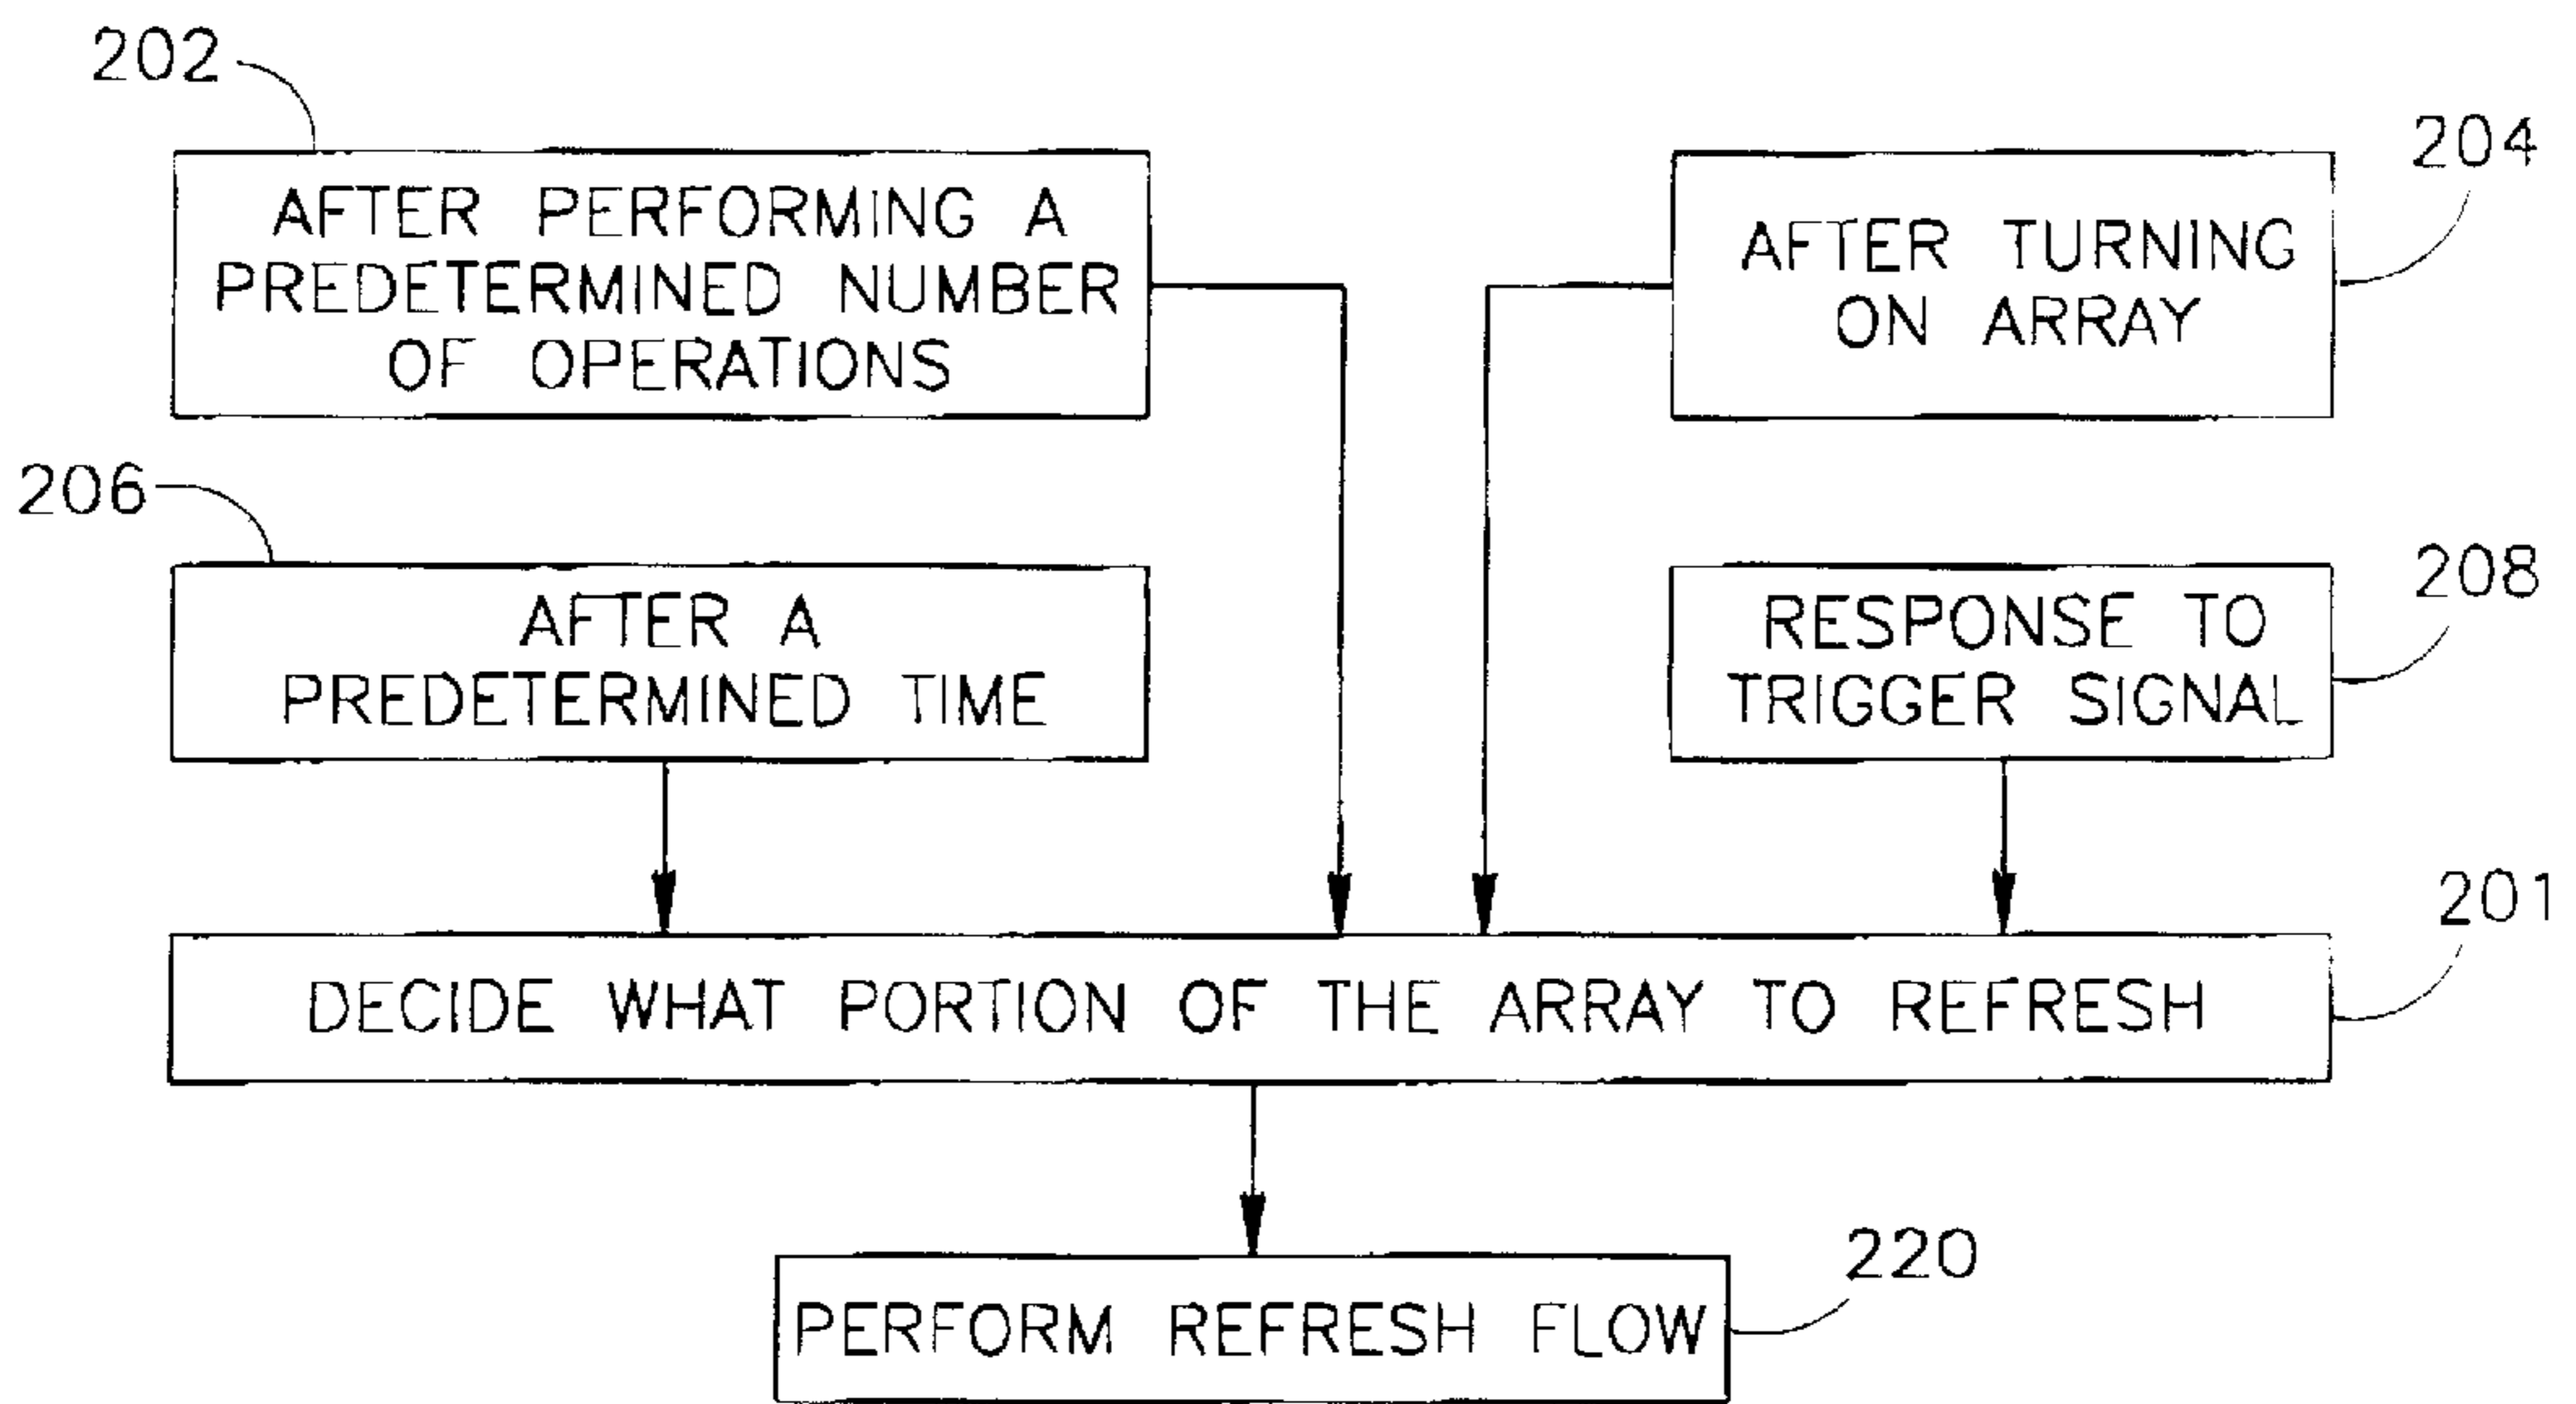 202
AFTER PERFORMING A
PREDETERMINED NUMBER
OF OPERATIONS
204
AFTER TURNING
ON ARRAY
206
AFTER A
PREDETERMINED TIME
208
RESPONSE TO
TRIGGER SIGNAL
201
DECIDE WHAT PORTION OF THE ARRAY TO REFRESH
220
PERFORM REFRESH FLOW